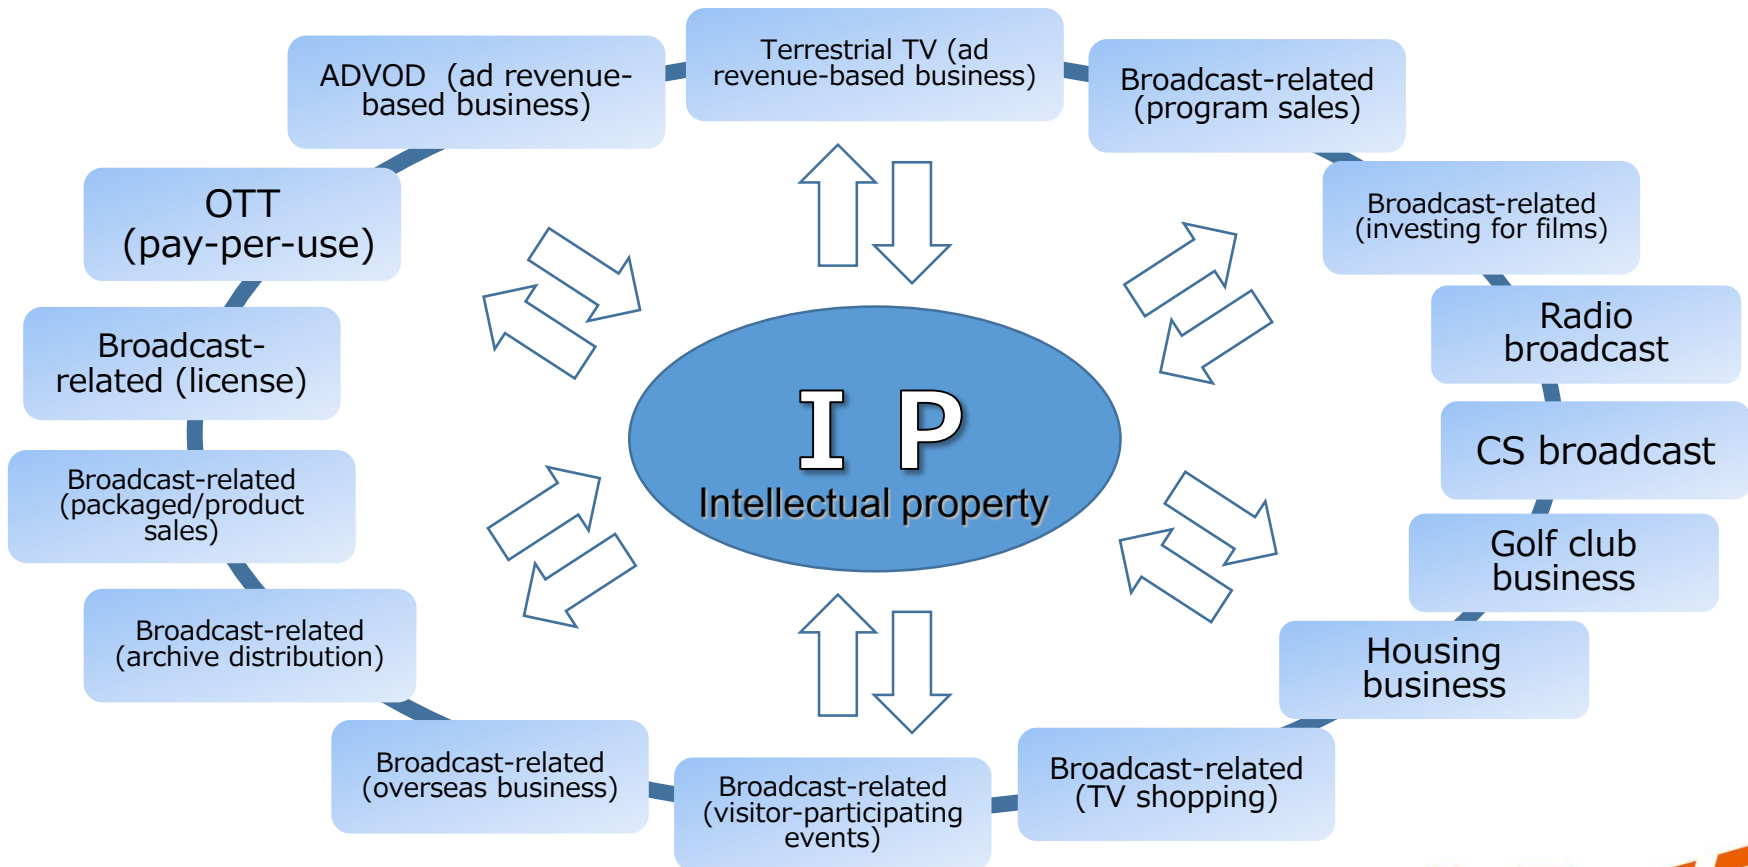 Terrestrial TV (ad
revenue-based business)
ADVOD (ad revenue-
based business)
Broadcast-related
(program sales)
OTT
(pay-per-use)
Broadcast-related
(investing for films)
Broadcast-
related (license)
Radio
broadcast
I P
Intellectual property
CS broadcast
Broadcast-related
(packaged/product
sales)
Golf club
business
Broadcast-related
(archive distribution)
Housing
business
Broadcast-related
(overseas business)
Broadcast-related
(visitor-participating
events)
Broadcast-related
(TV shopping)